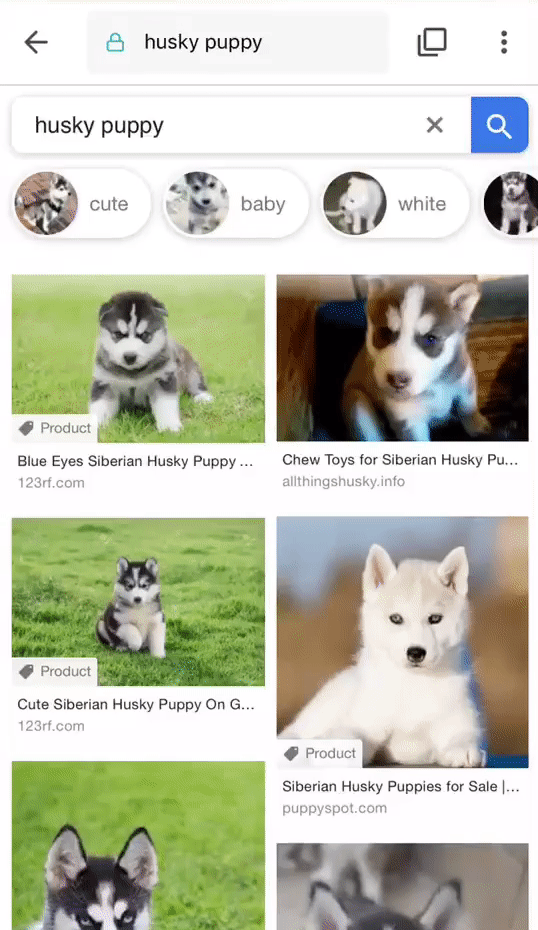 husky puppy
husky puppy
cute
baby
white
Product
Blue Eyes Siberian Husky Puppy ...
123rf.com
Chew Toys for Siberian Husky Pu...
allthingshusky.info
Product
Cute Siberian Husky Puppy On G...
123rf.com
Product
Siberian Husky Puppies for Sale |...
puppyspot.com